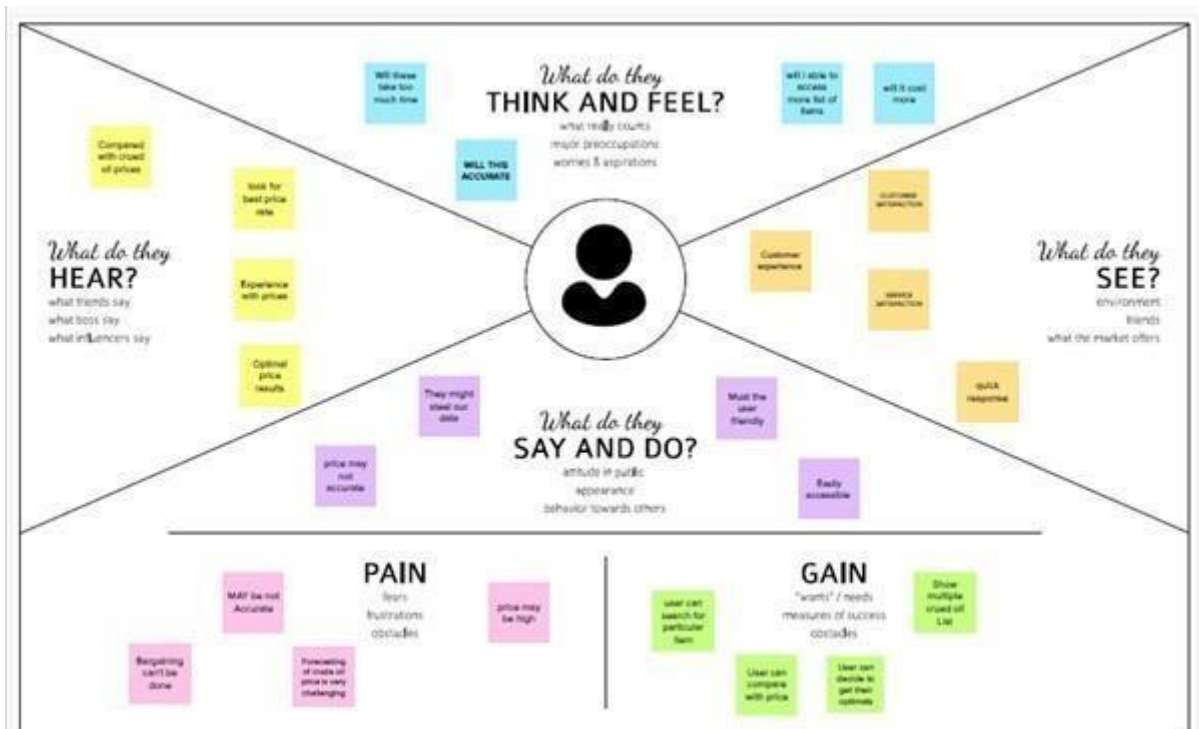 What do they
THINK AND FEEL?
what really counts
major preoccupations
worries & aspirations
Will these
take too
much time
WILL THIS
ACCURATE
will i able to
access
more list of
items
will it cost
more
What do they
HEAR?
what friends say
what boss say
what influencers say
Compared
with crued
oil prices
look for
best price
rate
Experience
with prices
Optimal
price
results
What do they
SEE?
environment
friends
what the market offers
CUSTOMER
SATISFACTION
Customer
experience
SERVICE
SATISFACTION
quick
response
What do they
SAY AND DO?
attitude in public
appearance
behavior towards others
They might
steel our
data
price may
not
accurate
Must the
user
friendly
Easily
accessible
PAIN
fears
frustrations
obstacles
MAY be not
Accurate
price may
be high
Bargaining
can't be
done
Forecasting
of crude oil
price is very
challenging
GAIN
"wants" / needs
measures of success
obstacles
user can
search for
particular
item
Show
multiple
crued oil
List
User can
compare
with price
User can
decide to
get their
optimals